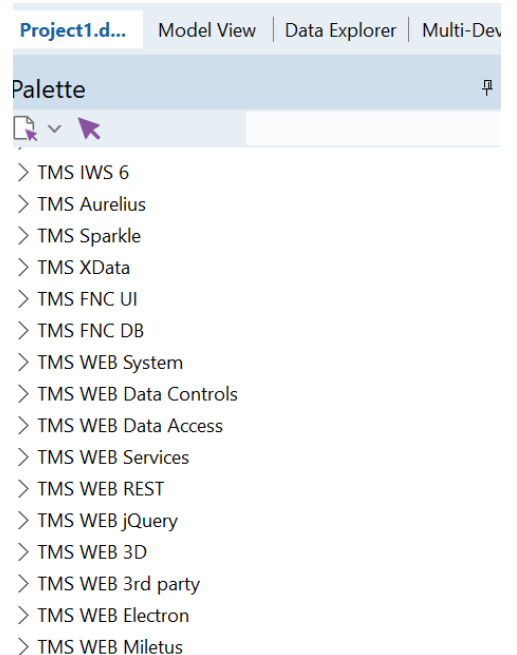 Project1.d... Model View Data Explorer Multi-Dev
Palette
TMS IWS 6
TMS Aurelius
TMS Sparkle
TMS XData
TMS FNC UI
TMS FNC DB
TMS WEB System
TMS WEB Data Controls
TMS WEB Data Access
TMS WEB Services
TMS WEB REST
TMS WEB jQuery
TMS WEB 3D
TMS WEB 3rd party
TMS WEB Electron
TMS WEB Miletus